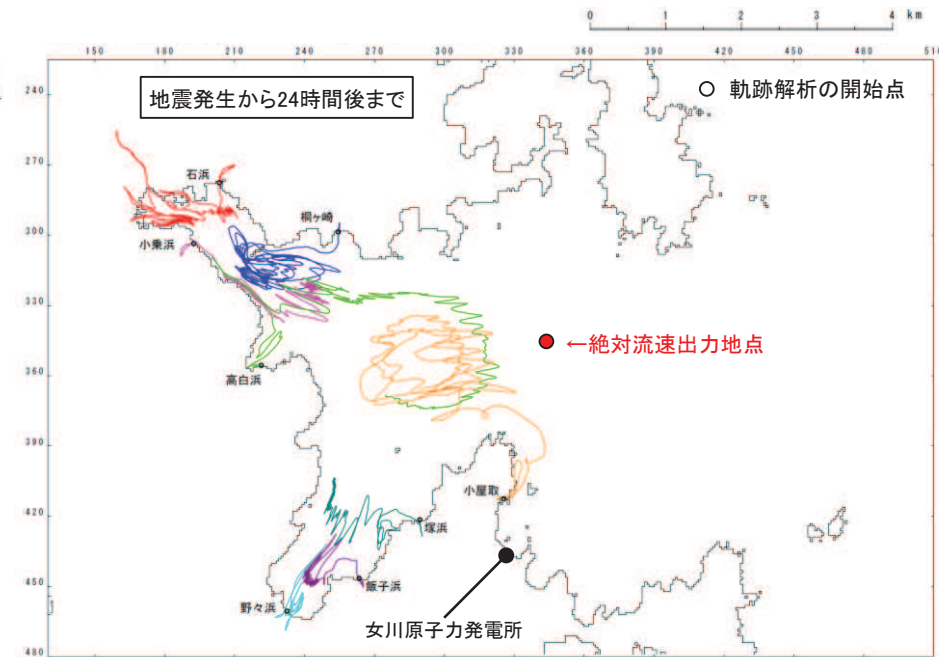 0 1 2 3 4 km
150 180 210 240 270 300 330 360 390 420 450 480 510
240
270
300
330
360
390
420
450
480
地震発生から24時間後まで
軌跡解析の開始点
石浜
桐ヶ崎
小乗浜
←絶対流速出力地点
高白浜
小屋取
塚浜
飯子浜
野々浜
女川原子力発電所